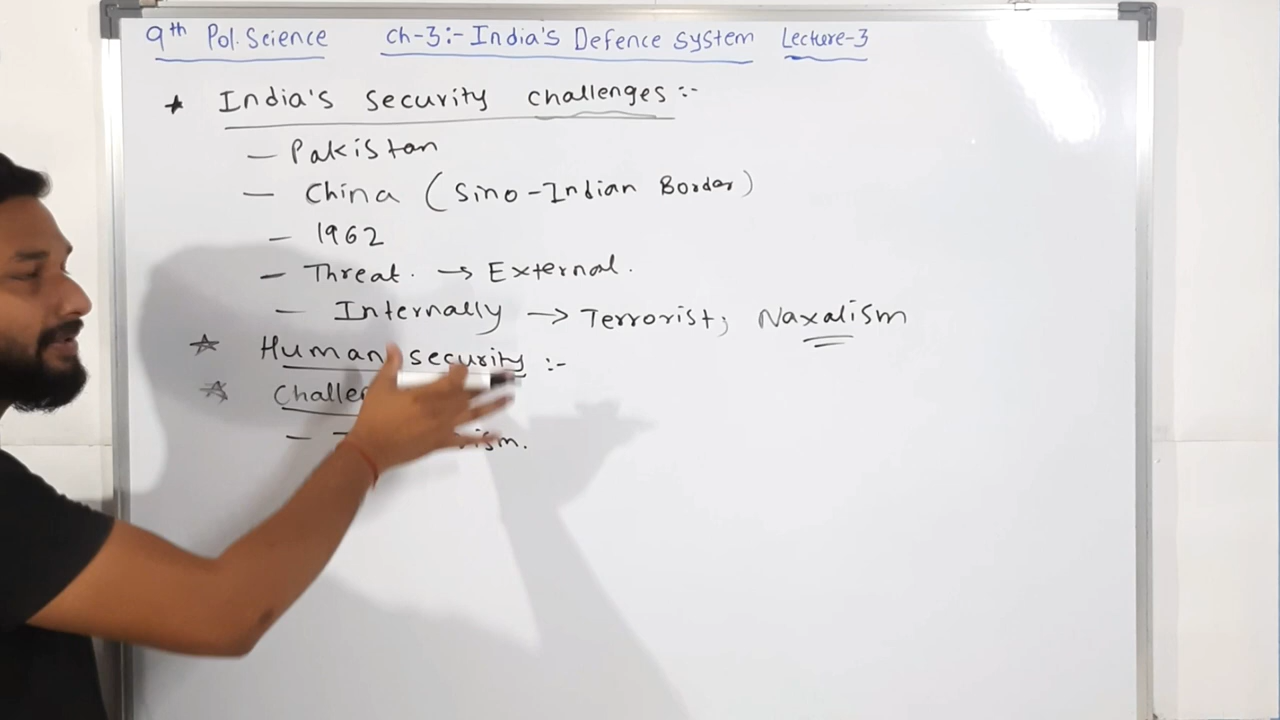 9th Pol. Science Ch-3:- India's Defence system Lecture-3
* India's security challenges :-
- Pakistan
- China (Sino-Indian Border)
- 1962
- Threat. → External.
- Internally → Terrorist, Naxalism
* Human security :-
*
-